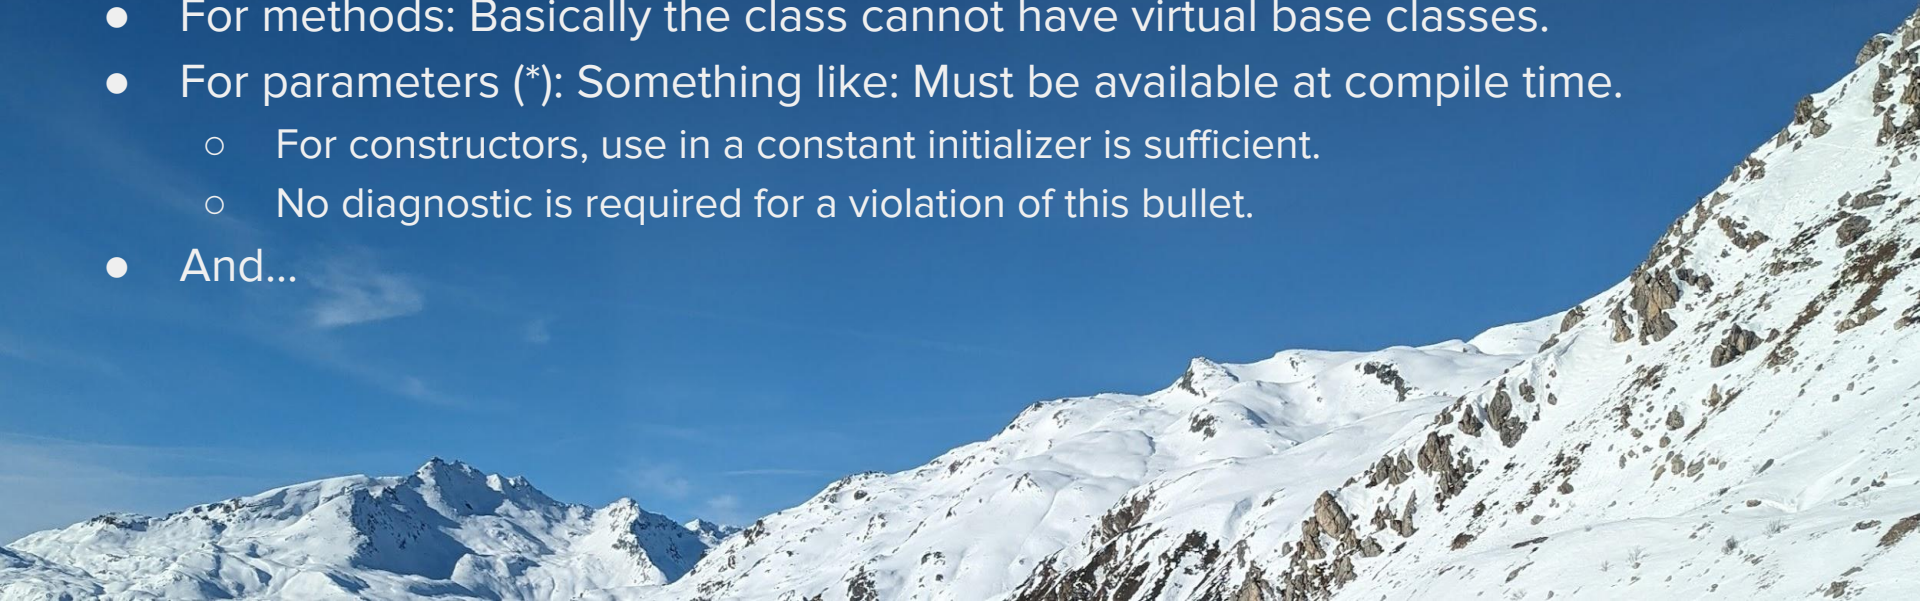 ● For methods: Basically the class cannot have virtual base classes.
● For parameters (*): Something like: Must be available at compile time.
○ For constructors, use in a constant initializer is sufficient.
○ No diagnostic is required for a violation of this bullet.
● And...